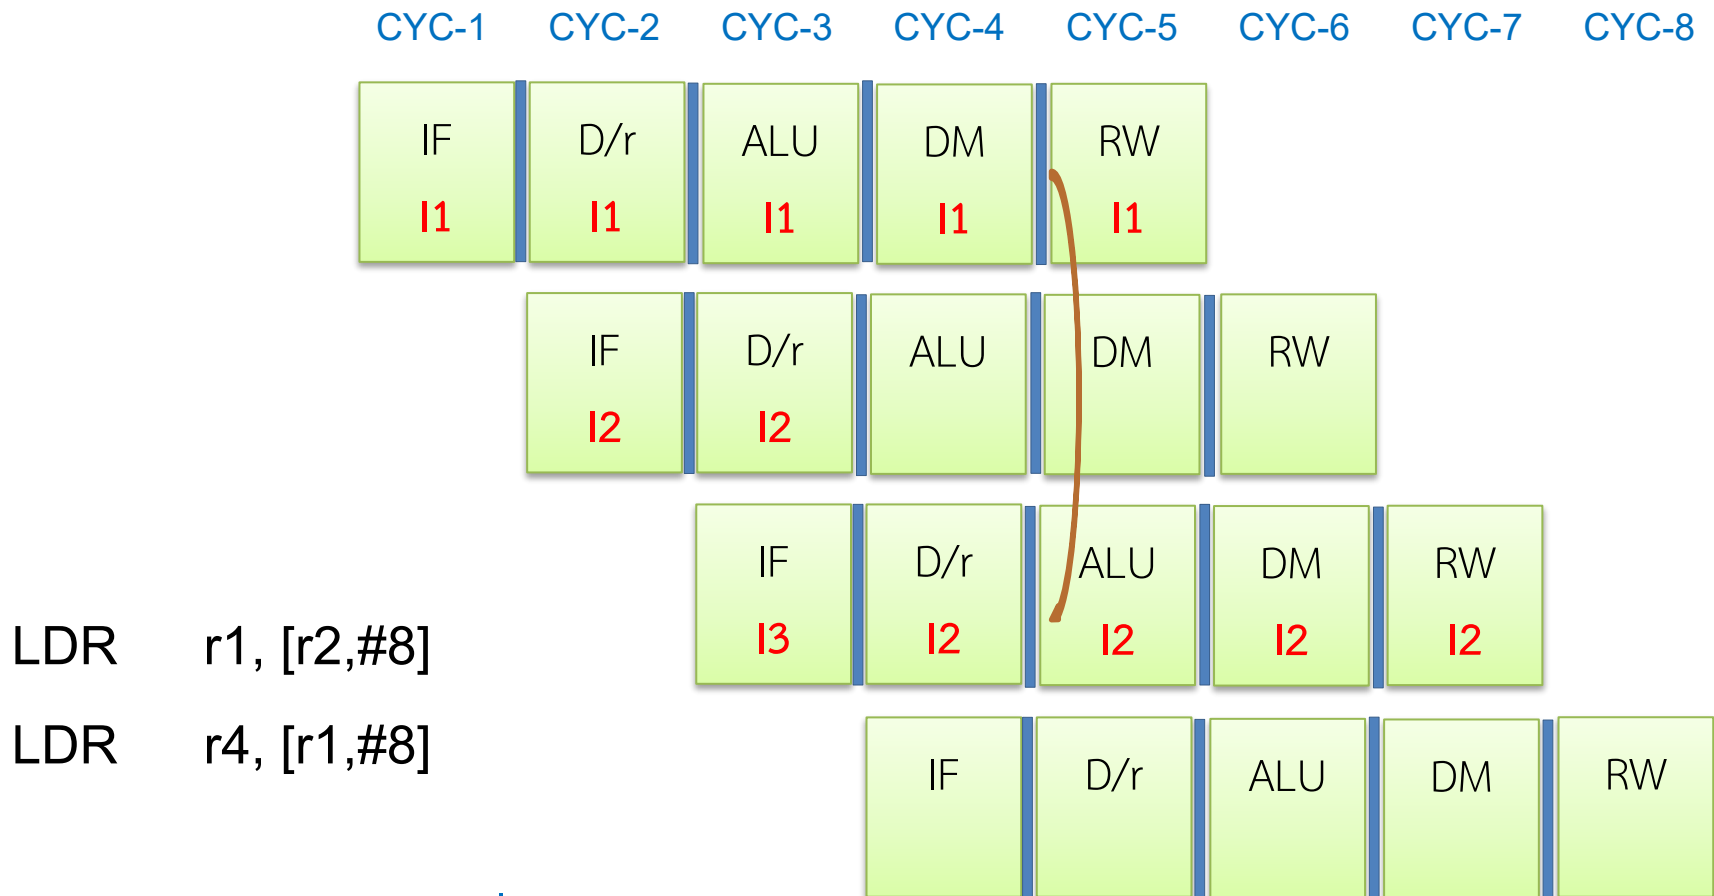 CYC-1 CYC-2 CYC-3 CYC-4 CYC-5 CYC-6 CYC-7 CYC-8
IF D/r ALU DM RW
I1 I1 I1 I1 I1
IF D/r ALU DM RW
I2 I2
IF D/r ALU DM RW
I3 I2 I2 I2 I2
LDR r1, [r2,#8]
LDR r4, [r1,#8]
IF D/r ALU DM RW